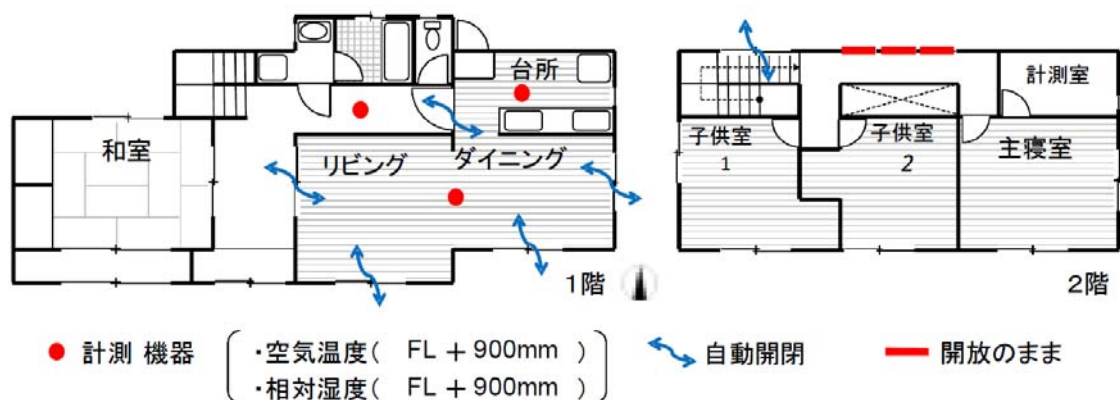 台所
和室
リビング ダイニング
1階
計測室
子供室
1
子供室
2
主寝室
2階
計測 機器
・空気温度( FL + 900mm )
・相対湿度( FL + 900mm )
自動開閉
開放のまま